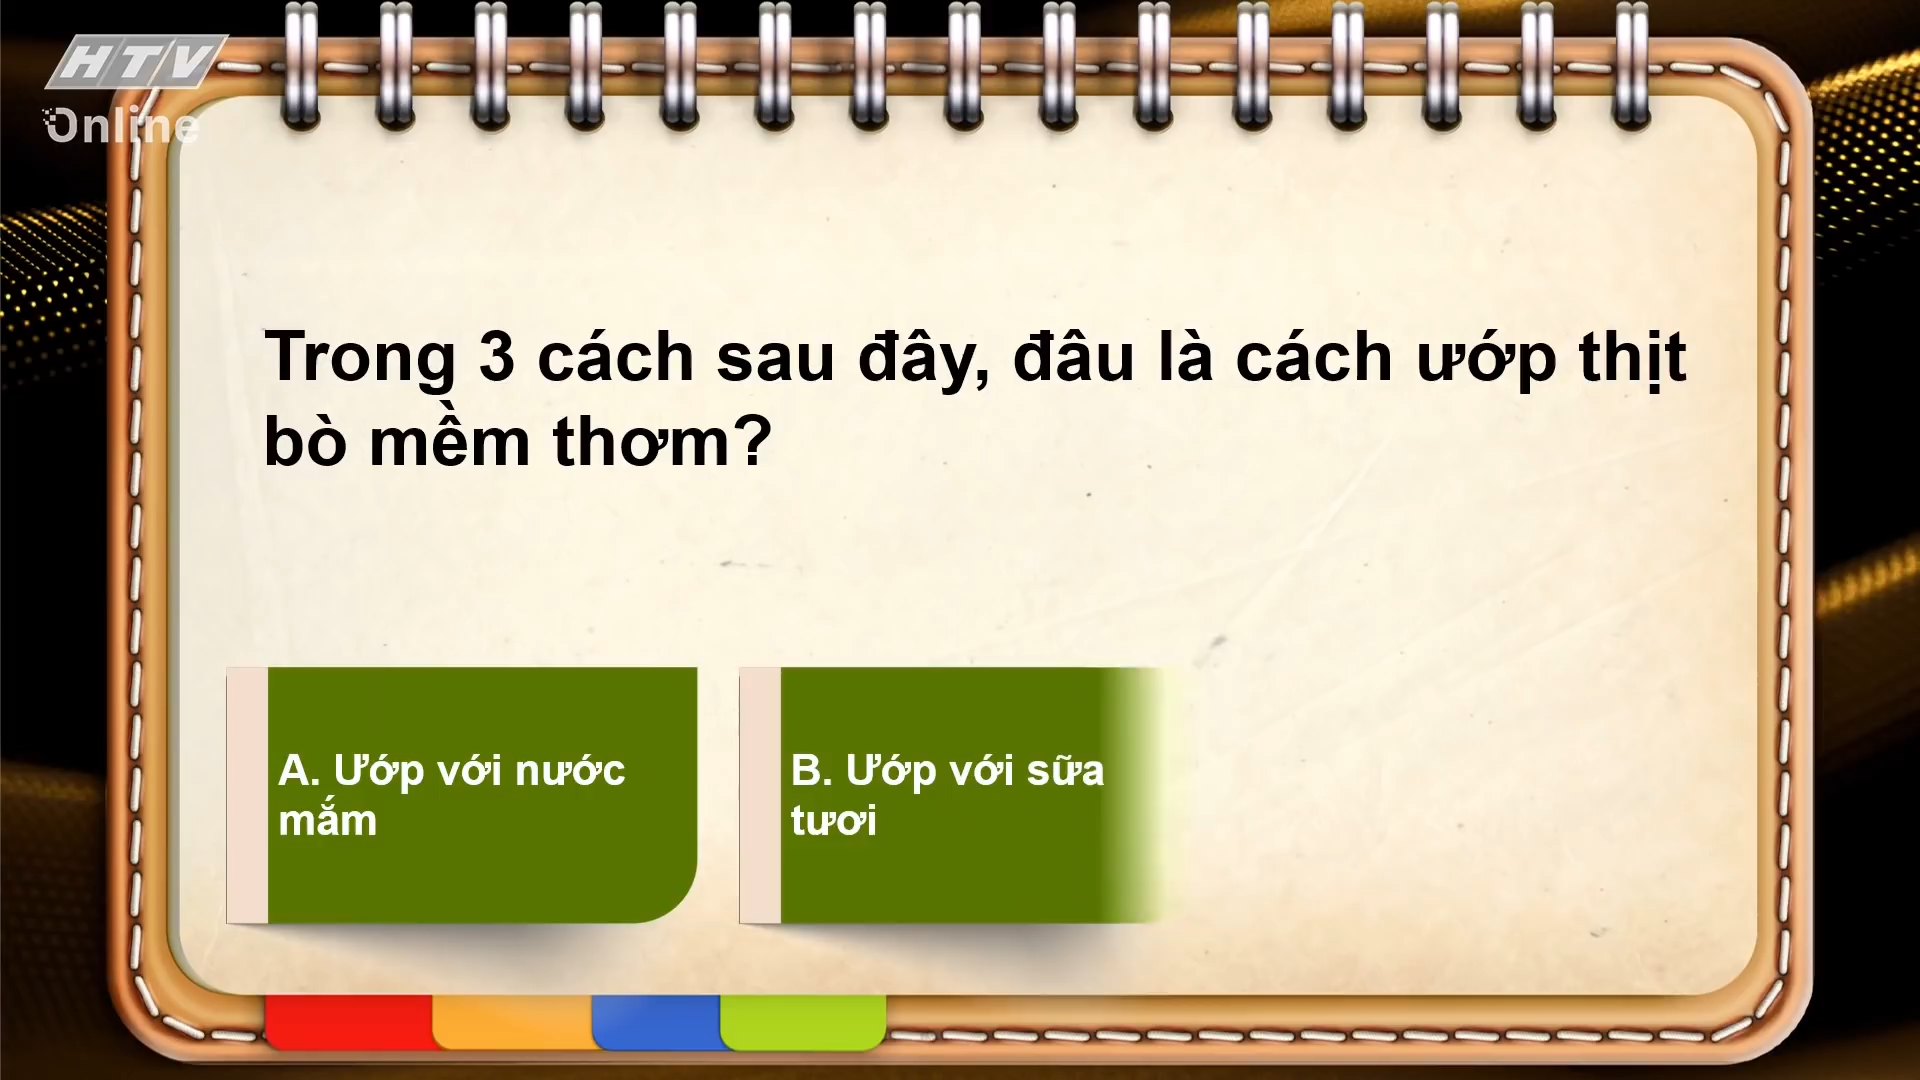 HTV
Online
Trong 3 cách sau đây, đâu là cách ướp thịt
bò mềm thơm?
A. Ướp với nước
mắm
B. Ướp với sữa
tươi